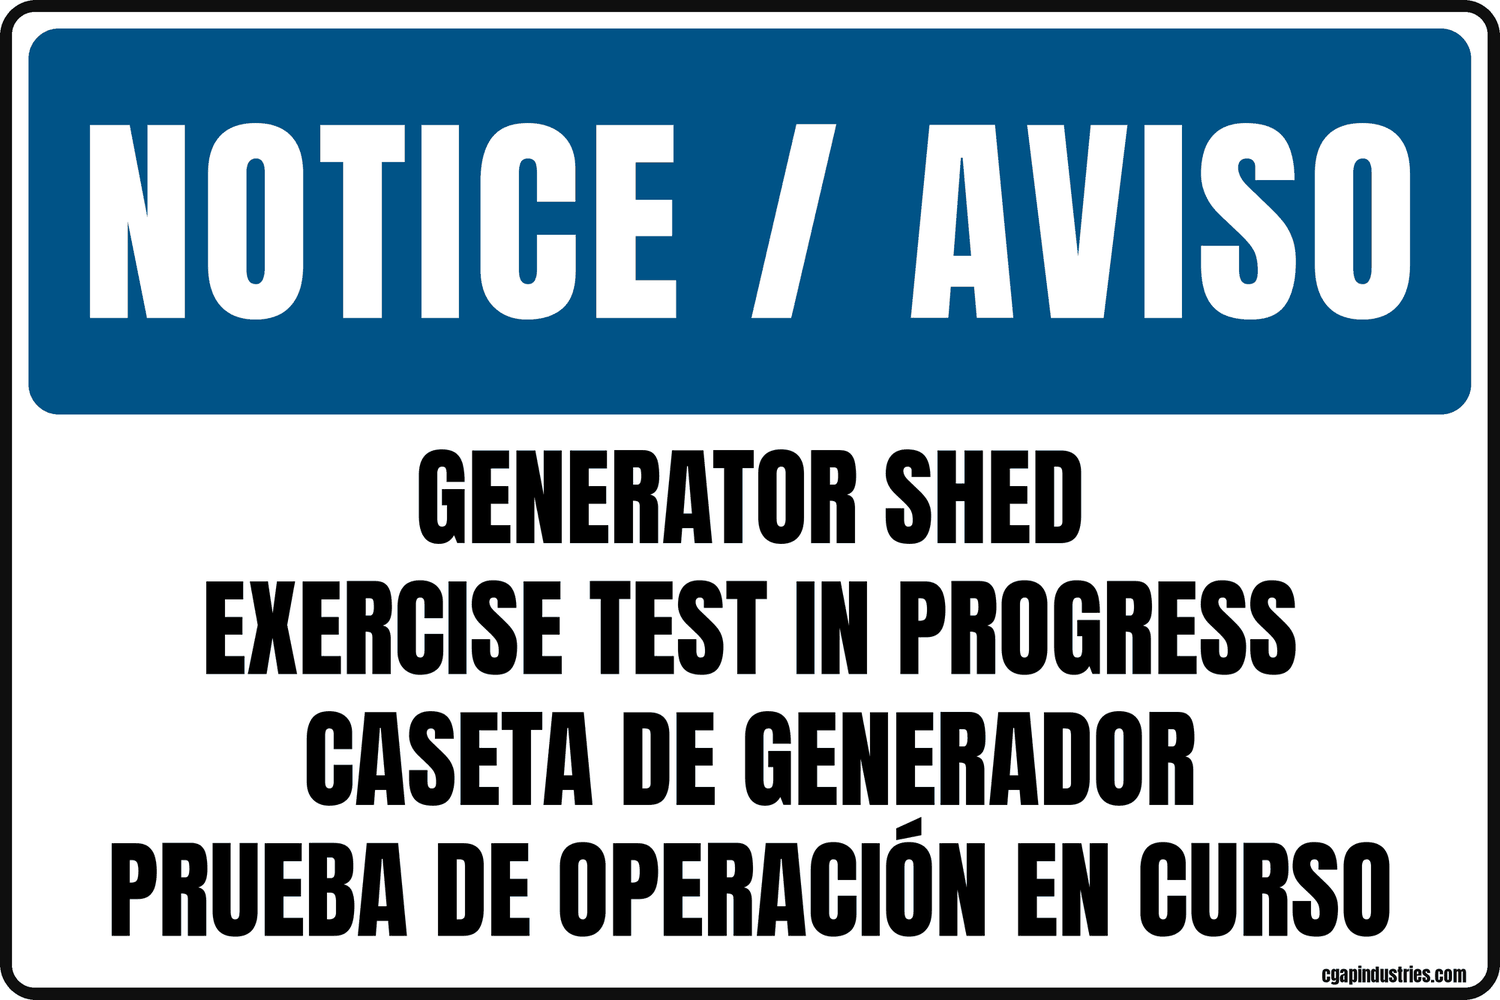 NOTICE / AVISO
GENERATOR SHED
EXERCISE TEST IN PROGRESS
CASETA DE GENERADOR
PRUEBA DE OPERACIÓN EN CURSO
cgapindustries.com